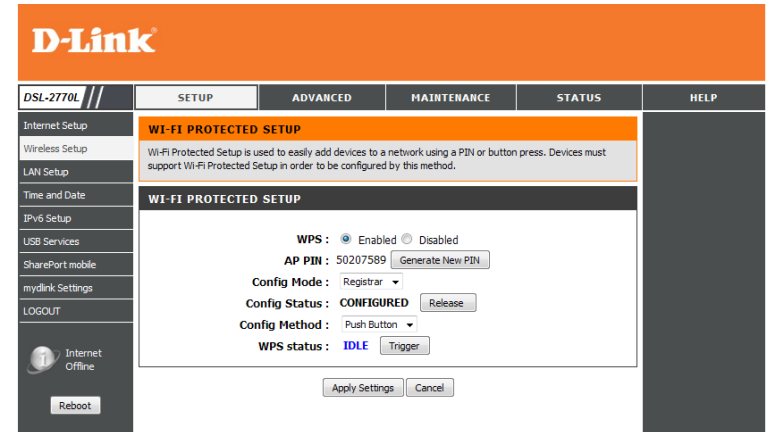 D-Link
DSL-2770L
SETUP
ADVANCED
MAINTENANCE
STATUS
HELP
Internet Setup
Wireless Setup
LAN Setup
Time and Date
IPv6 Setup
USB Services
SharePort mobile
mydlink Settings
LOGOUT
Internet
Offline
Reboot
WI-FI PROTECTED SETUP
Wi-Fi Protected Setup is used to easily add devices to a network using a PIN or button press. Devices must
support Wi-Fi Protected Setup in order to be configured by this method.
WI-FI PROTECTED SETUP
WPS : Enabled Disabled
AP PIN : 50207589 Generate New PIN
Config Mode : Registrar
Config Status : CONFIGURED Release
Config Method : Push Button
WPS status : IDLE Trigger
Apply Settings Cancel